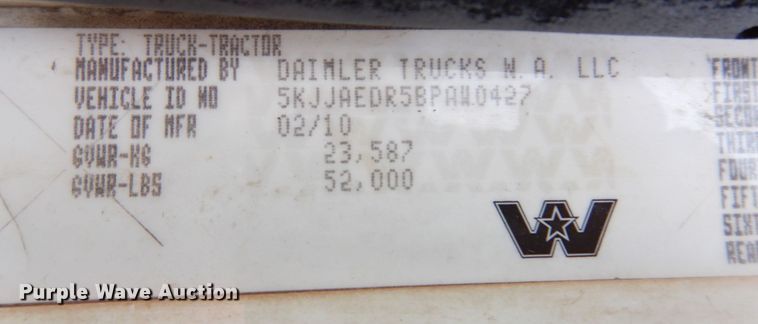 TYPE: TRUCK-TRACTOR
MANUFACTURED BY DAIMLER TRUCKS N.A. LLC
VEHICLE ID NO 5KJJAEDR5BPAW0427
DATE OF MFR 02/10
GVWR-KG 23,587
GVWR-LBS 52,000
FRONT
FIRST
SECO
THIR
FOUR
FIFT
SIXT
REAR
W
Purple Wave Auction